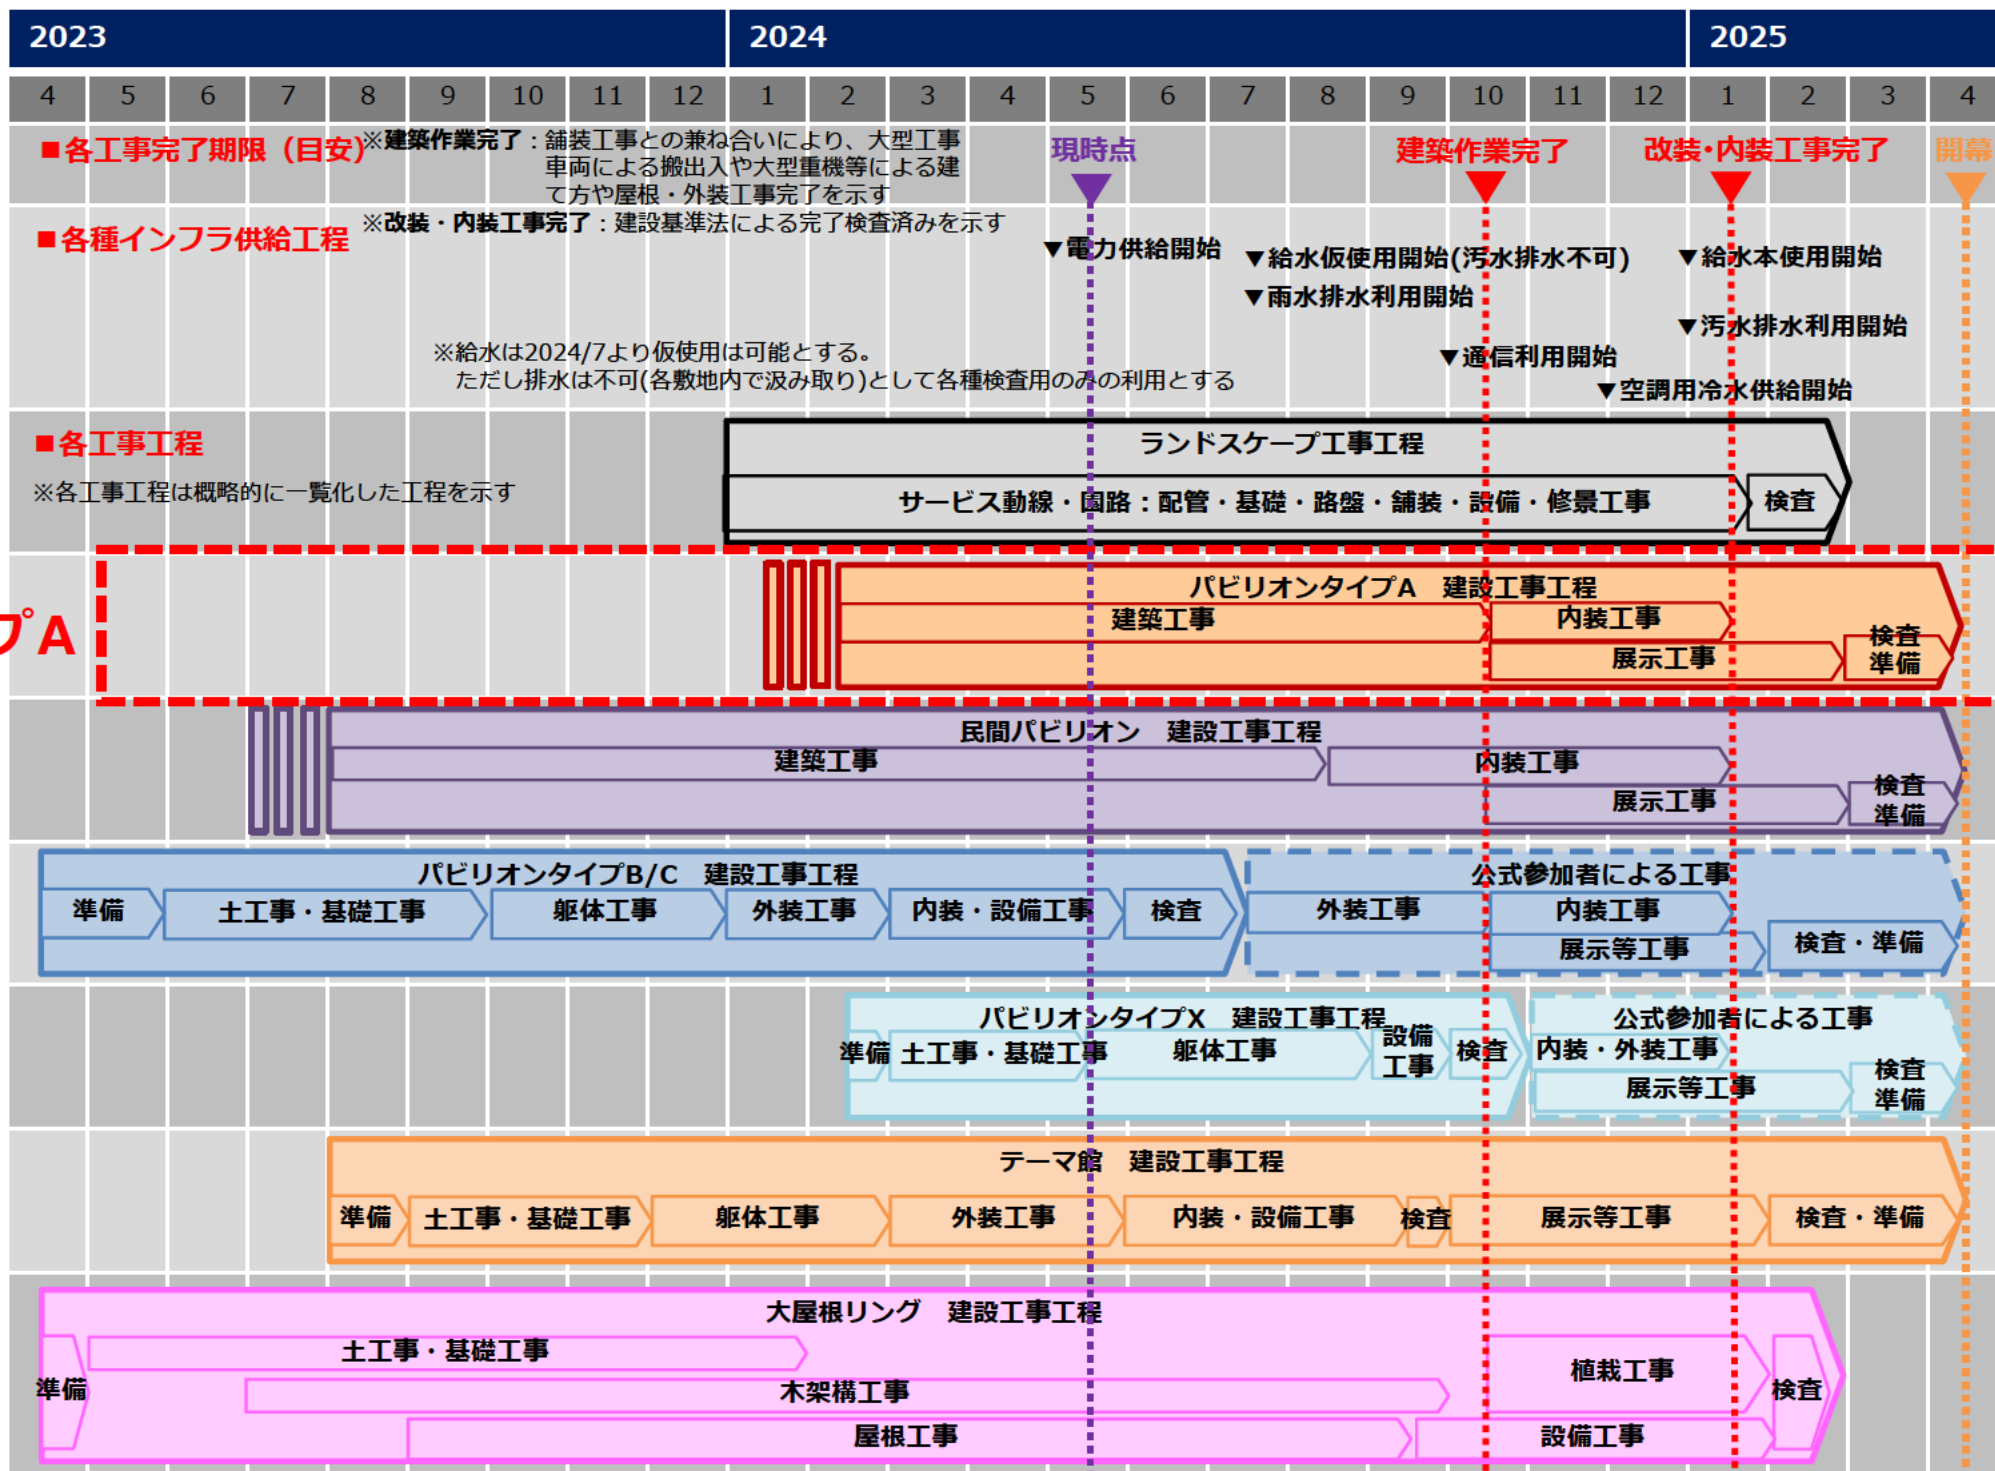 2023 2024 2025
4 5 6 7 8 9 10 11 12 1 2 3 4 5 6 7 8 9 10 11 12 1 2 3 4
■各工事完了期限（目安）
※建築作業完了：舗装工事との兼ね合いにより、大型工事
車両による搬出入や大型重機等による建
て方や屋根・外装工事完了を示す
※改装・内装工事完了：建設基準法による完了検査済みを示す
現時点
建築作業完了
改装・内装工事完了
開幕
■各種インフラ供給工程
▼電力供給開始
▼給水仮使用開始(汚水排水不可)
▼給水本使用開始
▼雨水排水利用開始
▼汚水排水利用開始
※給水は2024/7より仮使用は可能とする。
ただし排水は不可(各敷地内で汲み取り)として各種検査用のみの利用とする
▼通信利用開始
▼空調用冷水供給開始
■各工事工程
※各工事工程は概略的に一覧化した工程を示す
ランドスケープ工事工程
サービス動線・園路：配管・基礎・路盤・舗装・設備・修景工事
検査
プA
パビリオンタイプA　建設工事工程
建築工事
内装工事
展示工事
検査
準備
民間パビリオン　建設工事工程
建築工事
内装工事
展示工事
検査
準備
パビリオンタイプB/C　建設工事工程
準備
土工事・基礎工事
躯体工事
外装工事
内装・設備工事
検査
公式参加者による工事
外装工事
内装工事
展示等工事
検査・準備
パビリオンタイプX　建設工事工程
準備
土工事・基礎工事
躯体工事
設備
工事
検査
公式参加者による工事
内装・外装工事
展示等工事
検査
準備
テーマ館　建設工事工程
準備
土工事・基礎工事
躯体工事
外装工事
内装・設備工事
検査
展示等工事
検査・準備
大屋根リング　建設工事工程
準備
土工事・基礎工事
木架構工事
屋根工事
植栽工事
設備工事
検査